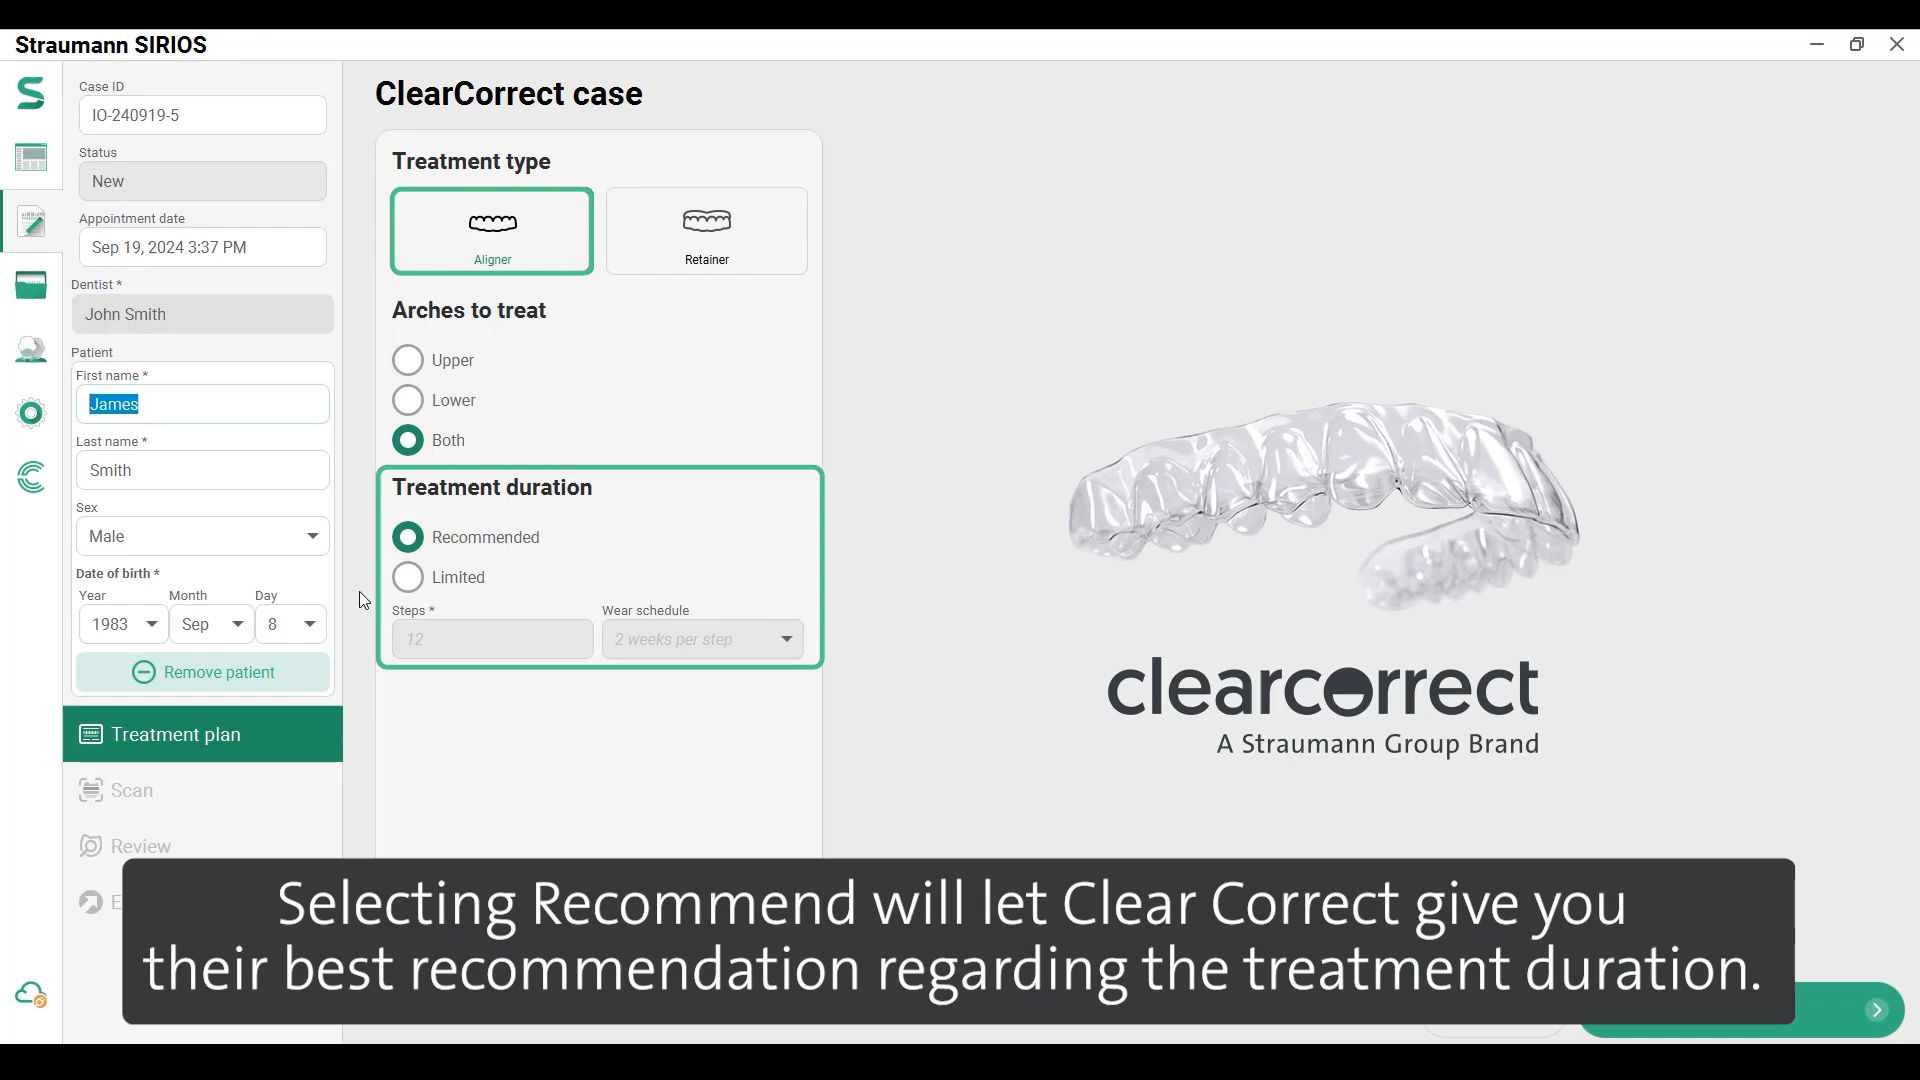 Straumann SIRIOS
Case ID
IO-240919-5
Status
New
Appointment date
Sep 19, 2024 3:37 PM
Dentist *
John Smith
Patient
First name *
James
Last name *
Smith
Sex
Male
Date of birth *
Year Month Day
1983 Sep 8
Remove patient
Treatment plan
Scan
Review
E
ClearCorrect case
Treatment type
Aligner Retainer
Arches to treat
Upper
Lower
Both
Treatment duration
Recommended
Limited
Steps * Wear schedule
12 2 weeks per step
clearcorrect
A Straumann Group Brand
Selecting Recommend will let Clear Correct give you
their best recommendation regarding the treatment duration.